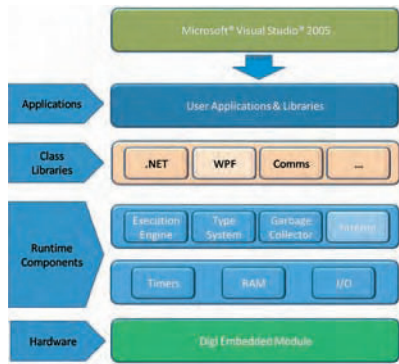 Microsoft® Visual Studio® 2005
Applications
User Applications & Libraries
Class
Libraries
.NET
WPF
Comms
...
Runtime
Components
Execution
Engine
Type
System
Garbage
Collector
Timers
RAM
I/O
Hardware
Digi Embedded Module